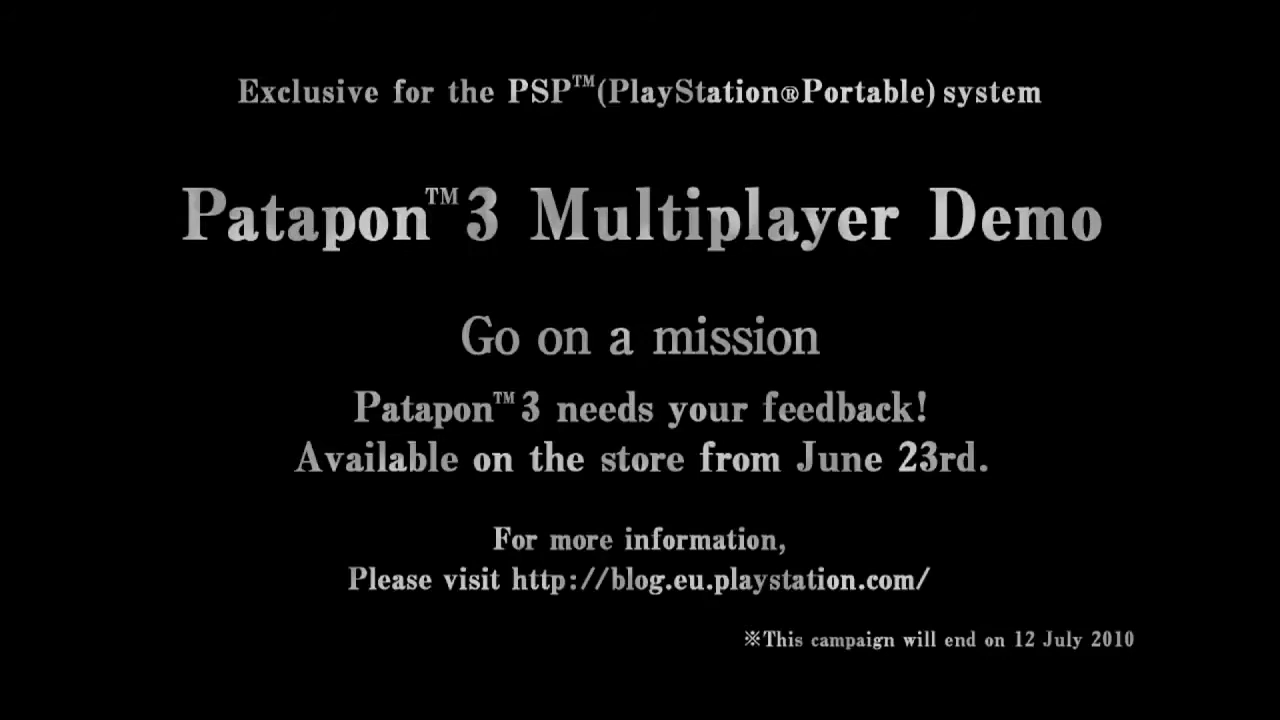 Exclusive for the PSP™(PlayStation®Portable) system
Patapon™3 Multiplayer Demo
Go on a mission
Patapon™3 needs your feedback!
Available on the store from June 23rd.
For more information,
Please visit http://blog.eu.playstation.com/
※This campaign will end on 12 July 2010